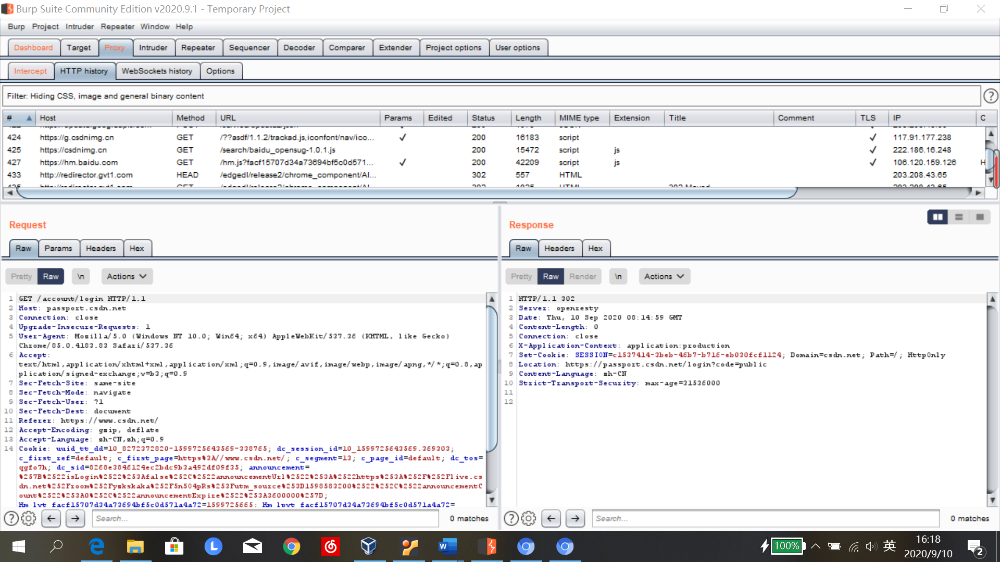 Burp Suite Community Edition v2020.9.1 - Temporary Project
Burp Project Intruder Repeater Window Help
Dashboard Target Proxy Intruder Repeater Sequencer Decoder Comparer Extender Project options User options
Intercept HTTP history WebSockets history Options
Filter: Hiding CSS, image and general binary content
# Host Method URL Params Edited Status Length MIME type Extension Title Comment TLS IP C
424 https://g.csdnimg.cn GET /??asdf/1.1.2/trackad.js,iconfont/nav/ico... ✓ 200 16183 script ✓ 117.91.177.238
425 https://csdnimg.cn GET /search/baidu_opensug-1.0.1.js 200 15472 script js ✓ 222.186.16.248
427 https://hm.baidu.com GET /hm.js?facf15707d34a73694bf5c0d571... ✓ 200 42209 script js ✓ 106.120.159.126 H
433 http://redirector.gvt1.com HEAD /edgedl/release2/chrome_component/AI... 302 557 HTML 203.208.43.65
Request
Raw Params Headers Hex
Pretty Raw \n Actions
1 GET /account/login HTTP/1.1
2 Host: passport.csdn.net
3 Connection: close
4 Upgrade-Insecure-Requests: 1
5 User-Agent: Mozilla/5.0 (Windows NT 10.0; Win64; x64) AppleWebKit/537.36 (KHTML, like Gecko)
Chrome/85.0.4183.83 Safari/537.36
6 Accept:
text/html,application/xhtml+xml,application/xml;q=0.9,image/avif,image/webp,image/apng,*/*;q=0.8,ap
plication/signed-exchange;v=b3;q=0.9
7 Sec-Fetch-Site: same-site
8 Sec-Fetch-Mode: navigate
9 Sec-Fetch-User: ?1
10 Sec-Fetch-Dest: document
11 Referer: https://www.csdn.net/
12 Accept-Encoding: gzip, deflate
13 Accept-Language: zh-CN,zh;q=0.9
14 Cookie: uuid_tt_dd=10_8272372820-1599725643569-338765; dc_session_id=10_1599725643569.369303;
c_first_ref=default; c_first_page=https%3A//www.csdn.net/; c_segment=13; c_page_id=default; dc_tos=
qgfo7h; dc_sid=8268e3846124ec2bdc9b3a492df09f35; announcement=
%257B%2522isLogin%2522%253Afalse%252C%2522announcementUrl%2522%253A%2522https%253A%252F%252Flive.cs
dn.net%252Froom%252Fyzkskaka%252F5n504pRs%253Futm_source%253D1598583200%2522%252C%2522announcementC
ount%2522%253A0%252C%2522announcementExpire%2522%253A3600000%257D;
Hm_lvt_facf15707d34a73694bf5c0d571a4a72=1599725665; Hm_lpvt_facf15707d34a73694bf5c0d571a4a72=
Search... 0 matches
Response
Raw Headers Hex
Pretty Raw Render \n Actions
1 HTTP/1.1 302
2 Server: openresty
3 Date: Thu, 10 Sep 2020 08:14:59 GMT
4 Content-Length: 0
5 Connection: close
6 X-Application-Context: application:production
7 Set-Cookie: SESSION=c1537414-3beb-46b7-b716-eb030fcf1124; Domain=csdn.net; Path=/; HttpOnly
8 Location: https://passport.csdn.net/login?code=public
9 Content-Language: zh-CN
10 Strict-Transport-Security: max-age=31536000
11
12
Search... 0 matches
100% 英 16:18
2020/9/10 2